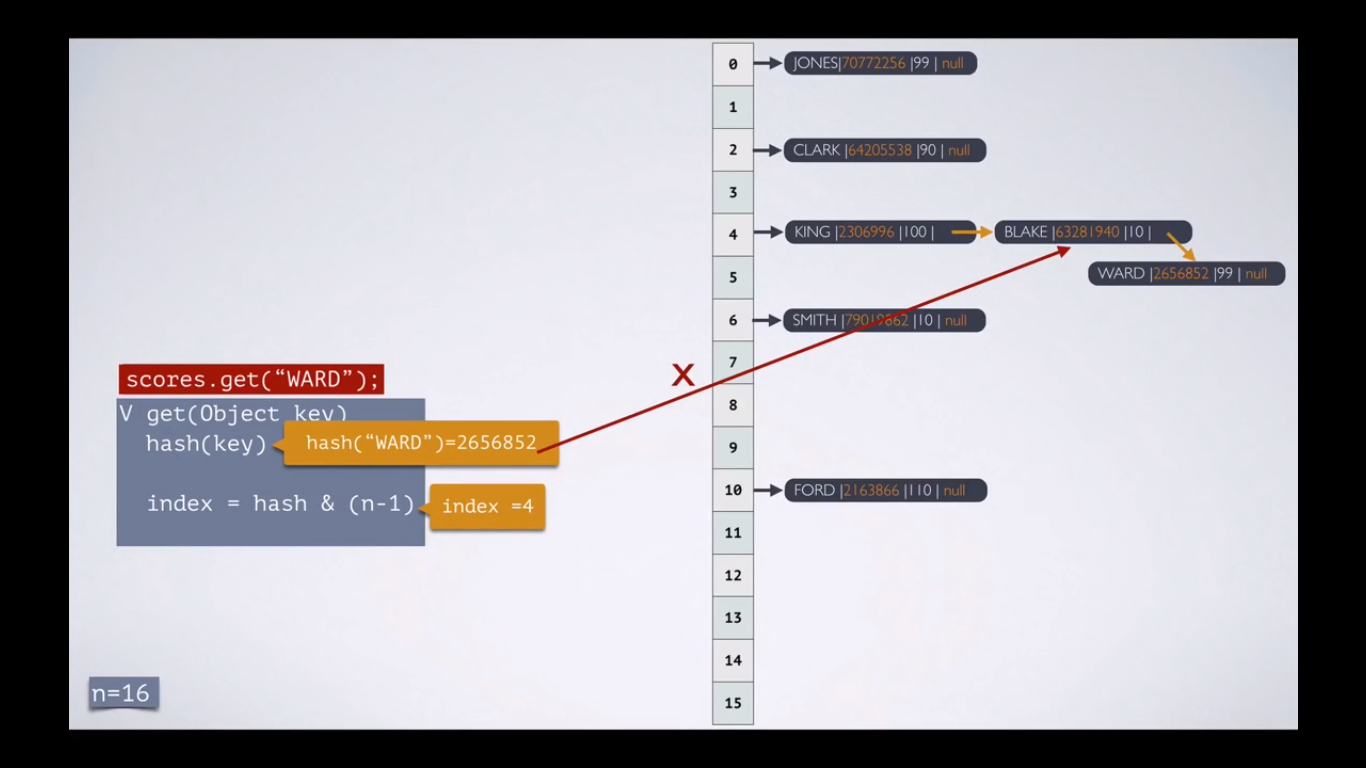 0
JONES|70772256 |99 | null
1
2
CLARK |64205538 |90 | null
3
4
KING |2306996 |100 |
BLAKE |63281940 |10 |
WARD |2656852 |99 | null
5
6
SMITH |79019862 |10 | null
7
X
scores.get(“WARD”);
8
V get(Object key)
hash(key)
hash(“WARD”)=2656852
9
10
FORD |2163866 |110 | null
index = hash & (n-1)
index =4
11
12
13
14
n=16
15